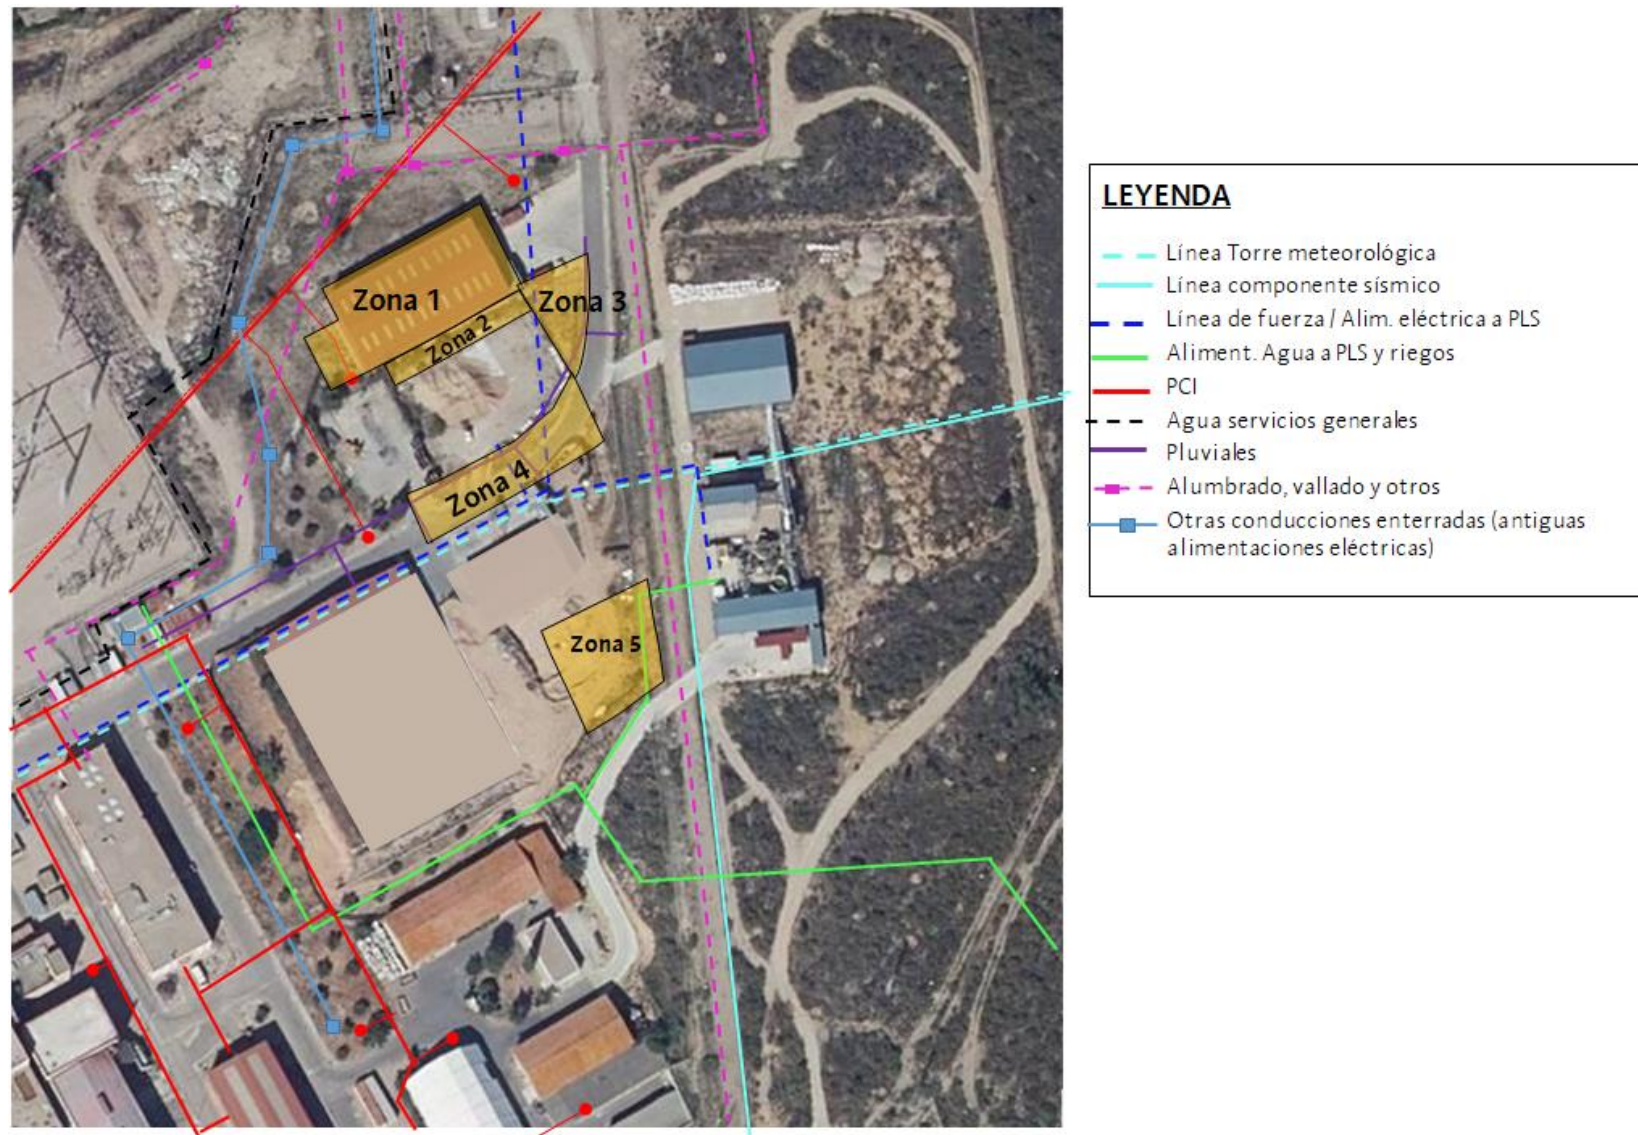 Zona 1
Zona 2
Zona 3
Zona 4
Zona 5
LEYENDA
Línea Torre meteorológica
Línea componente sísmico
Línea de fuerza / Alim. eléctrica a PLS
Aliment. Agua a PLS y riegos
PCI
Agua servicios generales
Pluviales
Alumbrado, vallado y otros
Otras conducciones enterradas (antiguas
alimentaciones eléctricas)